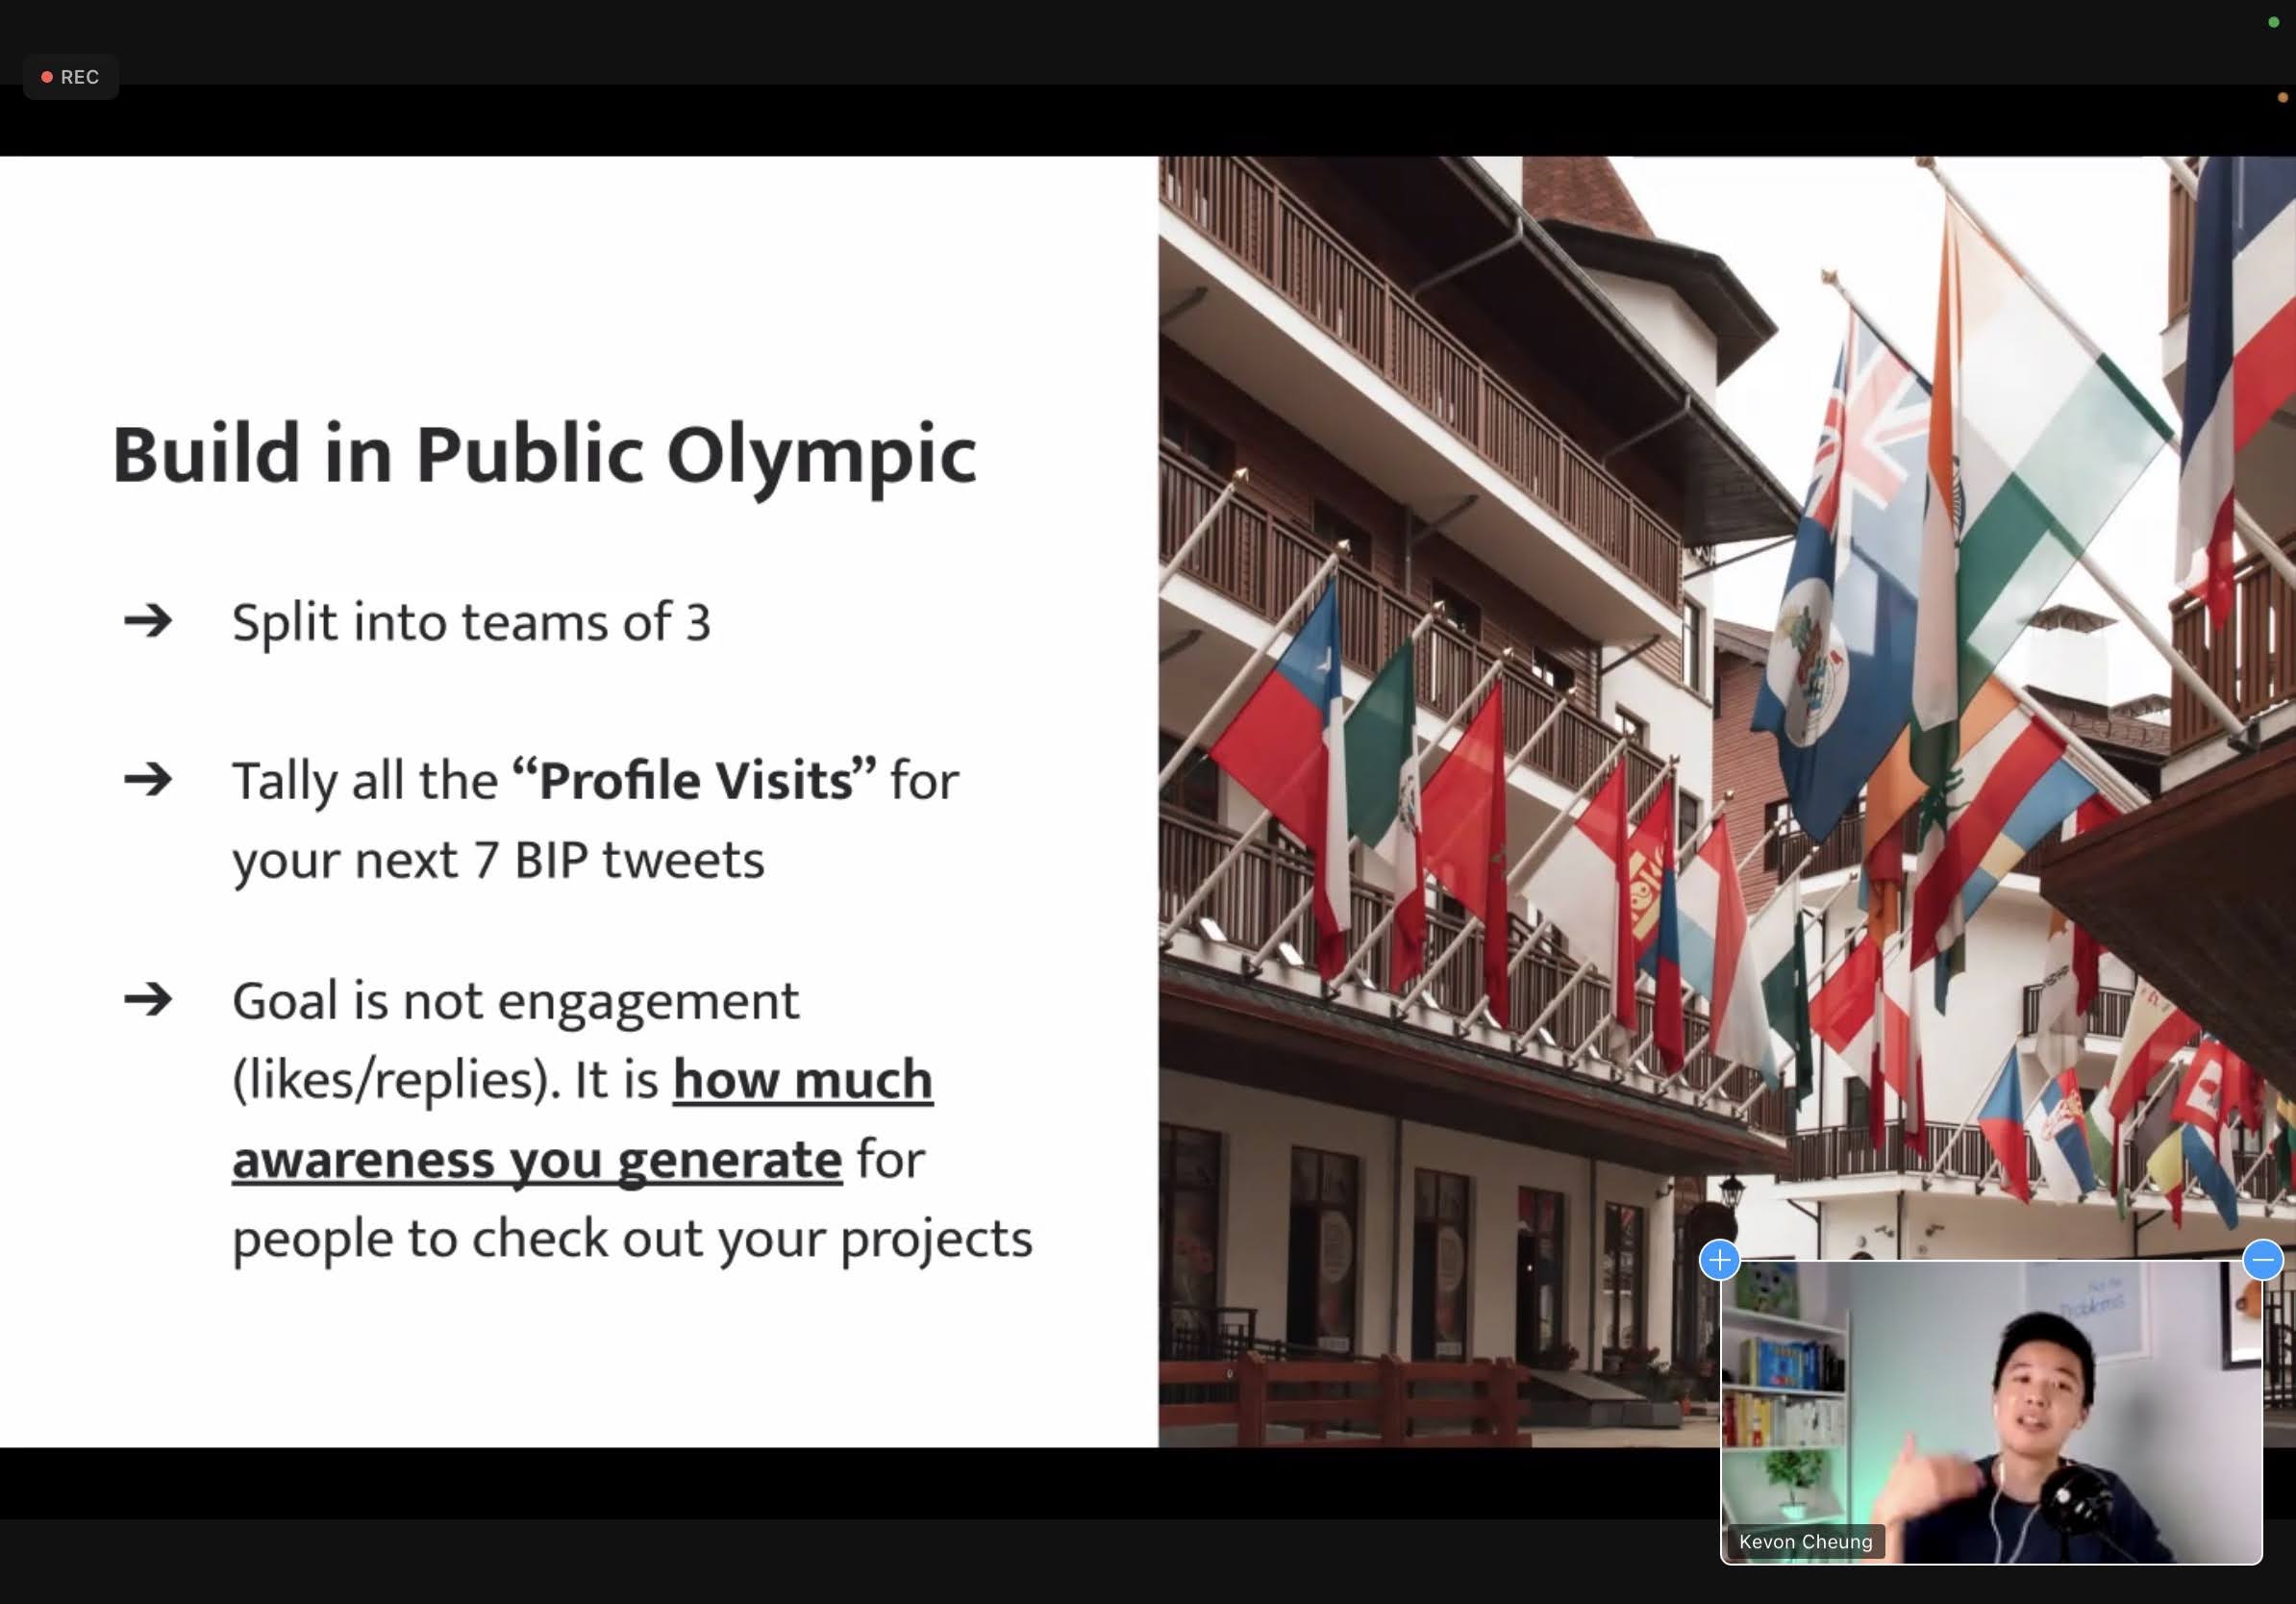 REC
Build in Public Olympic
➔ Split into teams of 3
➔ Tally all the “Profile Visits” for
your next 7 BIP tweets
➔ Goal is not engagement
(likes/replies). It is how much
awareness you generate for
people to check out your projects
Problems
Kevon Cheung